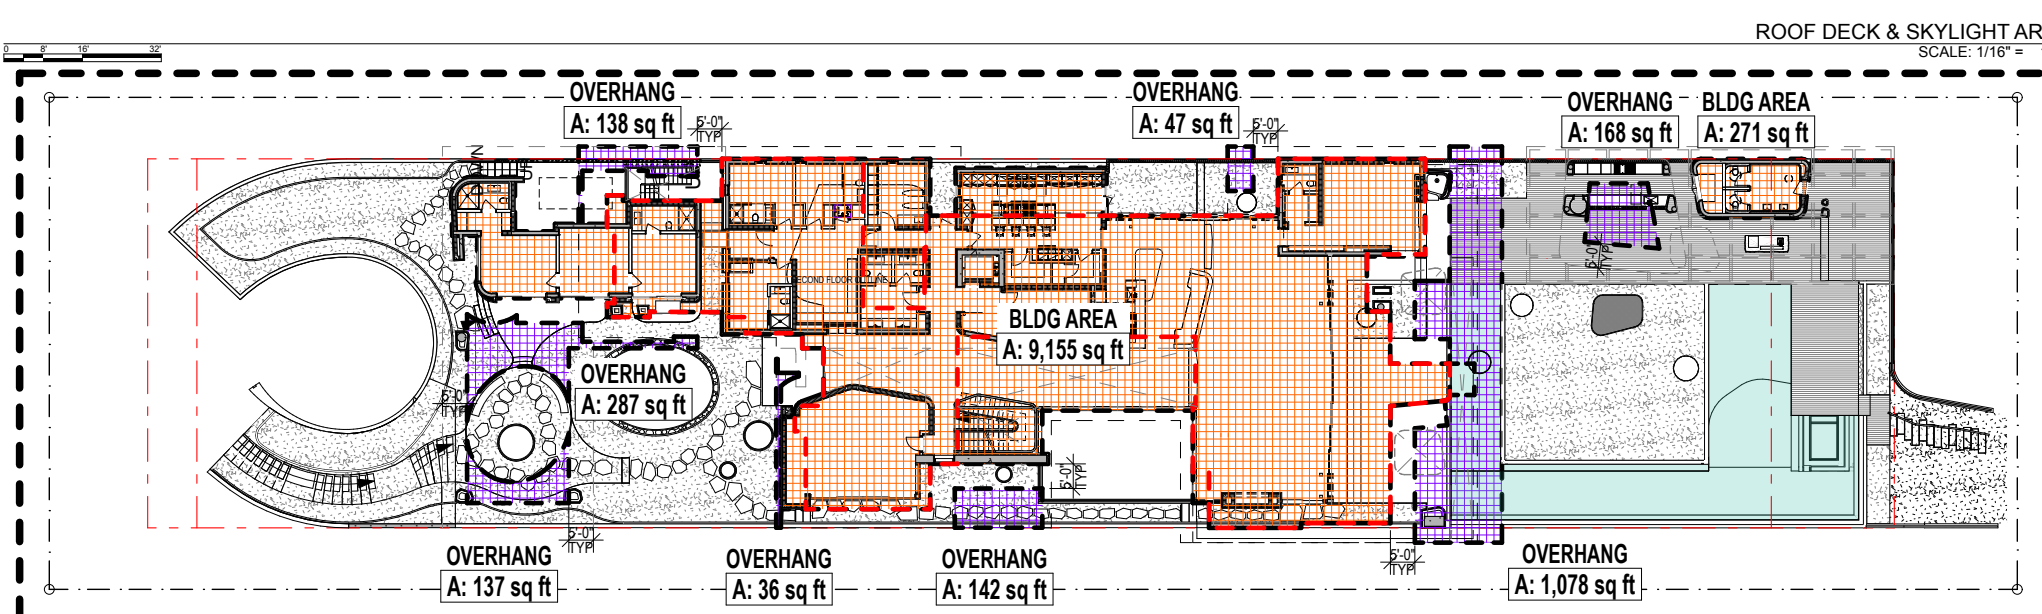 ROOF DECK & SKYLIGHT AR
SCALE: 1/16" =
0 8' 16' 32'
OVERHANG
A: 138 sq ft
5'-0"
TYP
OVERHANG
A: 47 sq ft
5'-0"
TYP
OVERHANG
A: 168 sq ft
BLDG AREA
A: 271 sq ft
5'-0"
TYP
SECOND FLOOR OUTLINE
BLDG AREA
A: 9,155 sq ft
OVERHANG
A: 287 sq ft
5'-0"
TYP
5'-0"
TYP
5'-0"
TYP
5'-0"
TYP
OVERHANG
A: 137 sq ft
OVERHANG
A: 36 sq ft
OVERHANG
A: 142 sq ft
OVERHANG
A: 1,078 sq ft